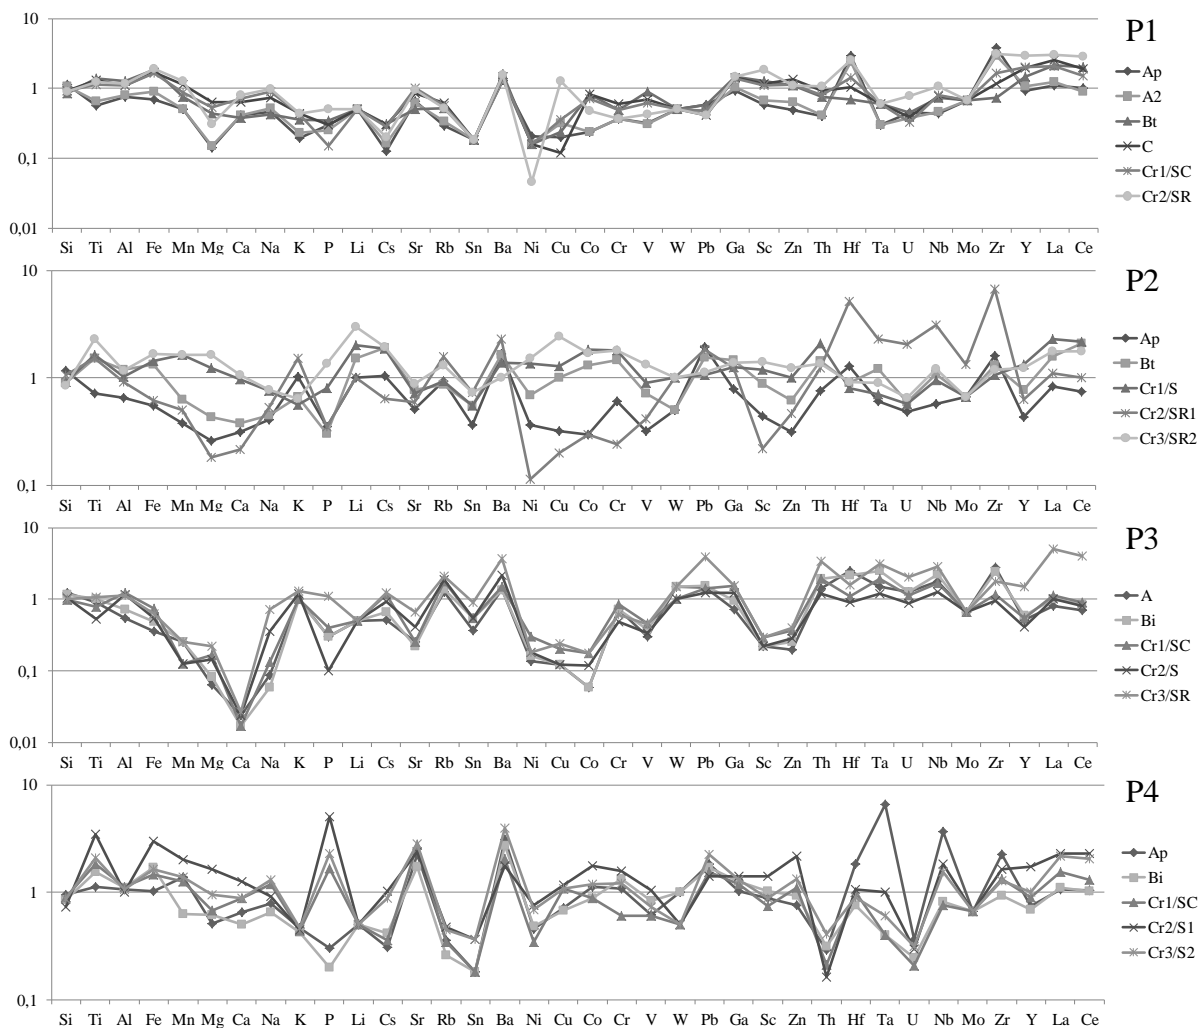 10
1
0,1
0,01
Si Ti Al Fe Mn Mg Ca Na K P Li Cs Sr Rb Sn Ba Ni Cu Co Cr V W Pb Ga Sc Zn Th Hf Ta U Nb Mo Zr Y La Ce
P1
Ap
A2
Bt
C
Cr1/SC
Cr2/SR
10
1
0,1
Si Ti Al Fe Mn Mg Ca Na K P Li Cs Sr Rb Sn Ba Ni Cu Co Cr V W Pb Ga Sc Zn Th Hf Ta U Nb Mo Zr Y La Ce
P2
Ap
Bt
Cr1/S
Cr2/SR1
Cr3/SR2
10
1
0,1
0,01
Si Ti Al Fe Mn Mg Ca Na K P Li Cs Sr Rb Sn Ba Ni Cu Co Cr V W Pb Ga Sc Zn Th Hf Ta U Nb Mo Zr Y La Ce
P3
A
Bi
Cr1/SC
Cr2/S
Cr3/SR
10
1
0,1
Si Ti Al Fe Mn Mg Ca Na K P Li Cs Sr Rb Sn Ba Ni Cu Co Cr V W Pb Ga Sc Zn Th Hf Ta U Nb Mo Zr Y La Ce
P4
Ap
Bi
Cr1/SC
Cr2/S1
Cr3/S2